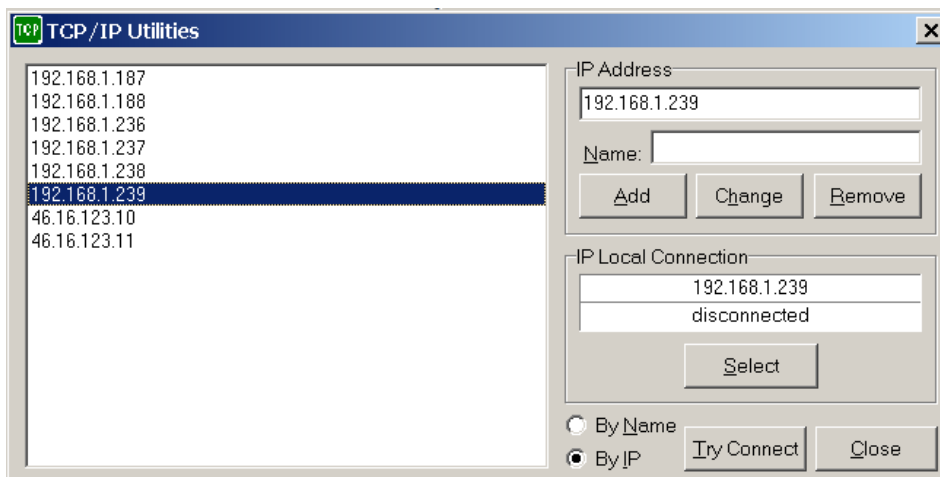 TCP TCP/IP Utilities
192.168.1.187
192.168.1.188
192.168.1.236
192.168.1.237
192.168.1.238
192.168.1.239
46.16.123.10
46.16.123.11
IP Address
192.168.1.239
Name:
Add Change Remove
IP Local Connection
192.168.1.239
disconnected
Select
By Name
By IP
Try Connect Close